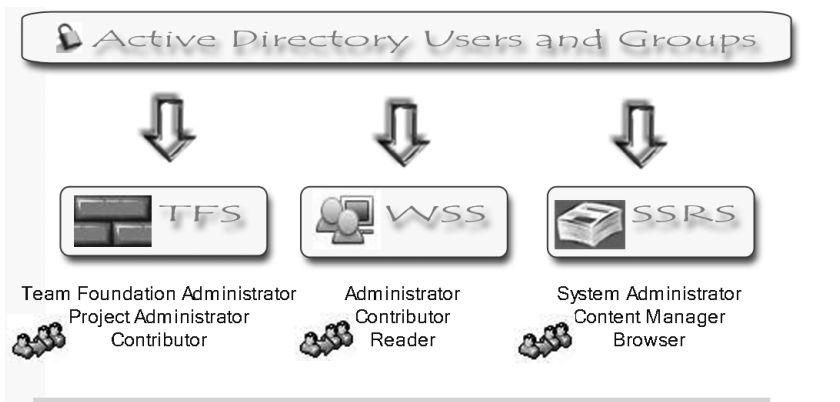 Active Directory Users and Groups
TFS
WSS
SSRS
Team Foundation Administrator
Project Administrator
Contributor
Administrator
Contributor
Reader
System Administrator
Content Manager
Browser